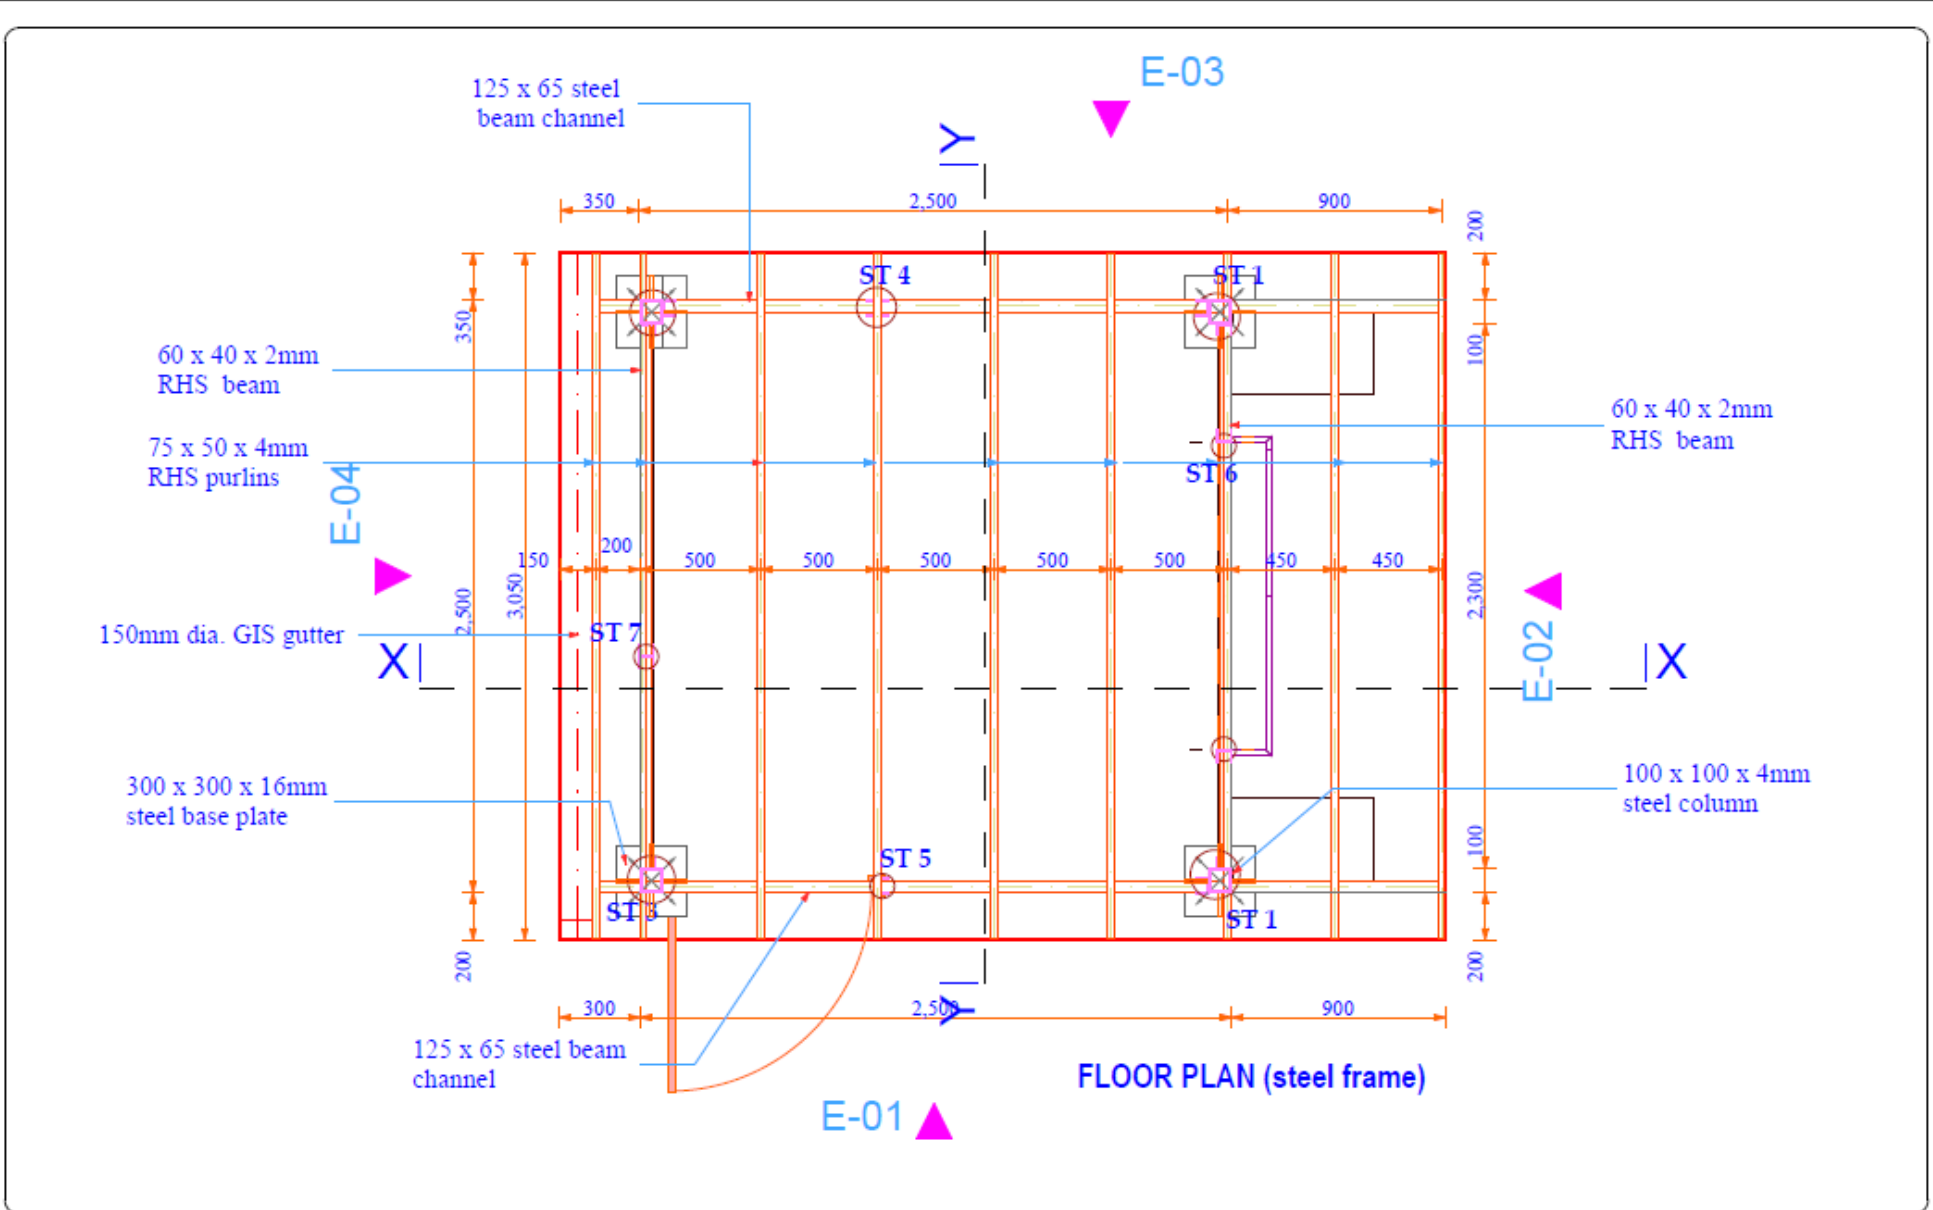 E-03
125 x 65 steel
beam channel
Y
350
2,500
900
200
ST 4
ST 1
350
100
60 x 40 x 2mm
RHS beam
60 x 40 x 2mm
RHS beam
75 x 50 x 4mm
RHS purlins
ST 6
E-04
150
200
500
500
500
500
500
450
450
2,500
3,050
2,300
150mm dia. GIS gutter
ST 7
X
X
E-02
300 x 300 x 16mm
steel base plate
100 x 100 x 4mm
steel column
100
ST 5
ST 3
ST 1
200
200
300
2,500
900
Y
125 x 65 steel beam
channel
FLOOR PLAN (steel frame)
E-01